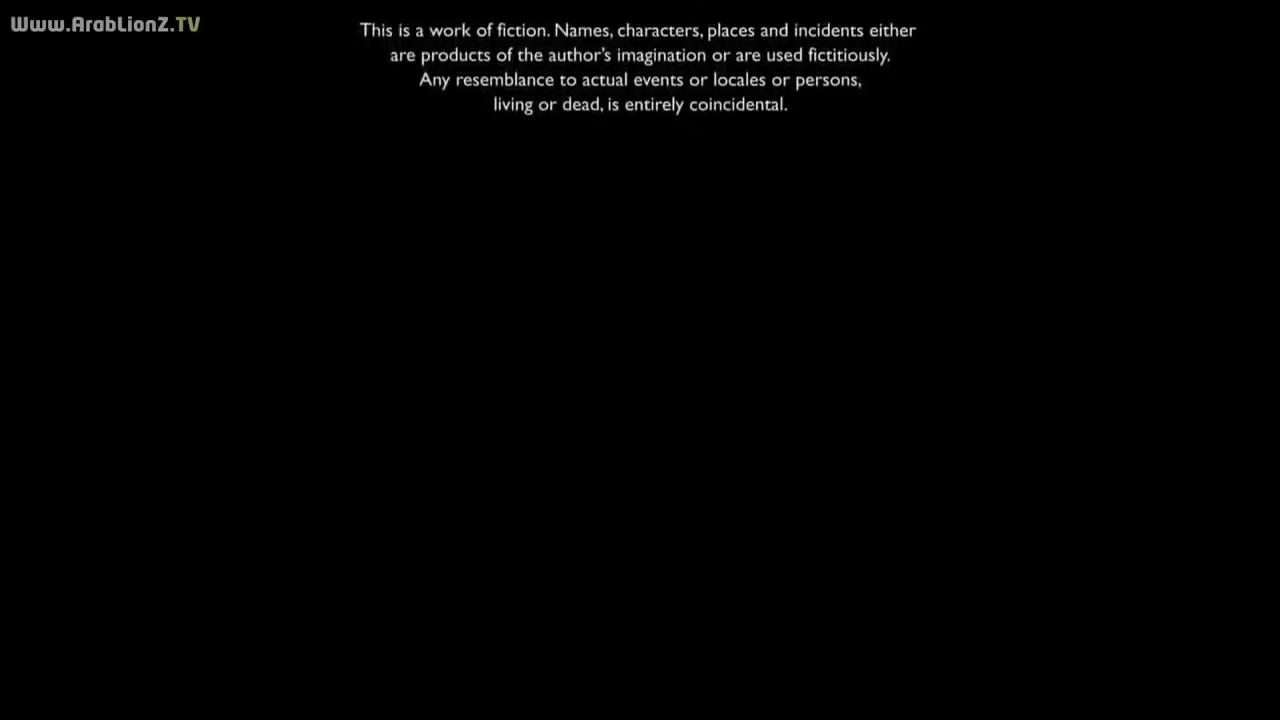 Www.ArabLionZ.TV
This is a work of fiction. Names, characters, places and incidents either
are products of the author's imagination or are used fictitiously.
Any resemblance to actual events or locales or persons,
living or dead, is entirely coincidental.